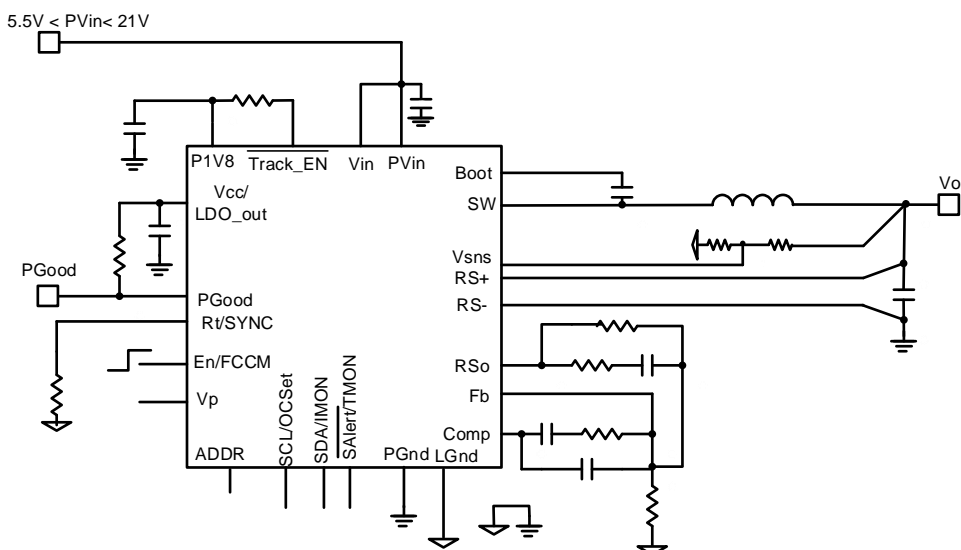 5.5V < PVin< 21V
P1V8
Track_EN
Vin
PVin
Vcc/
LDO_out
Boot
SW
Vo
Vsns
RS+
RS-
PGood
PGood
Rt/SYNC
En/FCCM
Vp
RSo
Fb
Comp
ADDR
SCL/OCSet
SDA/IMON
SAlert/TMON
PGnd
LGnd